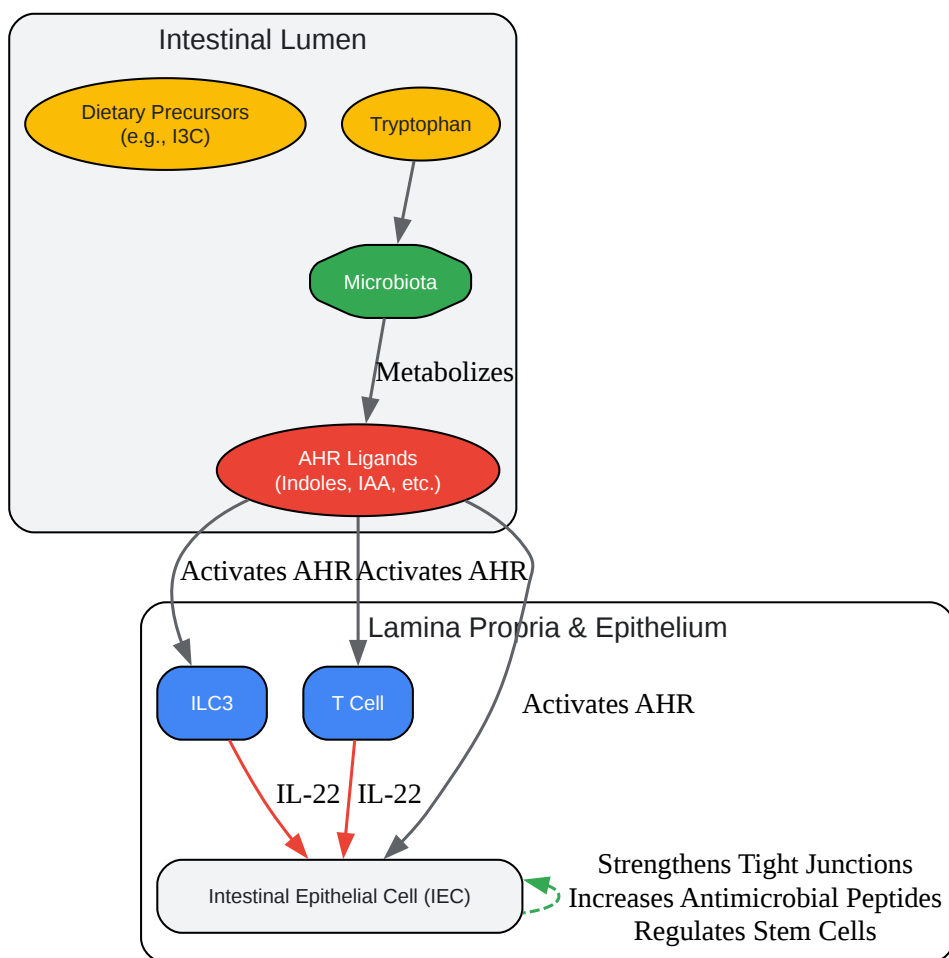 Intestinal Lumen
Dietary Precursors
(e.g., I3C)
Tryptophan
Microbiota
Metabolizes
AHR Ligands
(Indoles, IAA, etc.)
Activates AHR
Activates AHR
Lamina Propria & Epithelium
ILC3
T Cell
Activates AHR
IL-22
IL-22
Intestinal Epithelial Cell (IEC)
Strengthens Tight Junctions
Increases Antimicrobial Peptides
Regulates Stem Cells